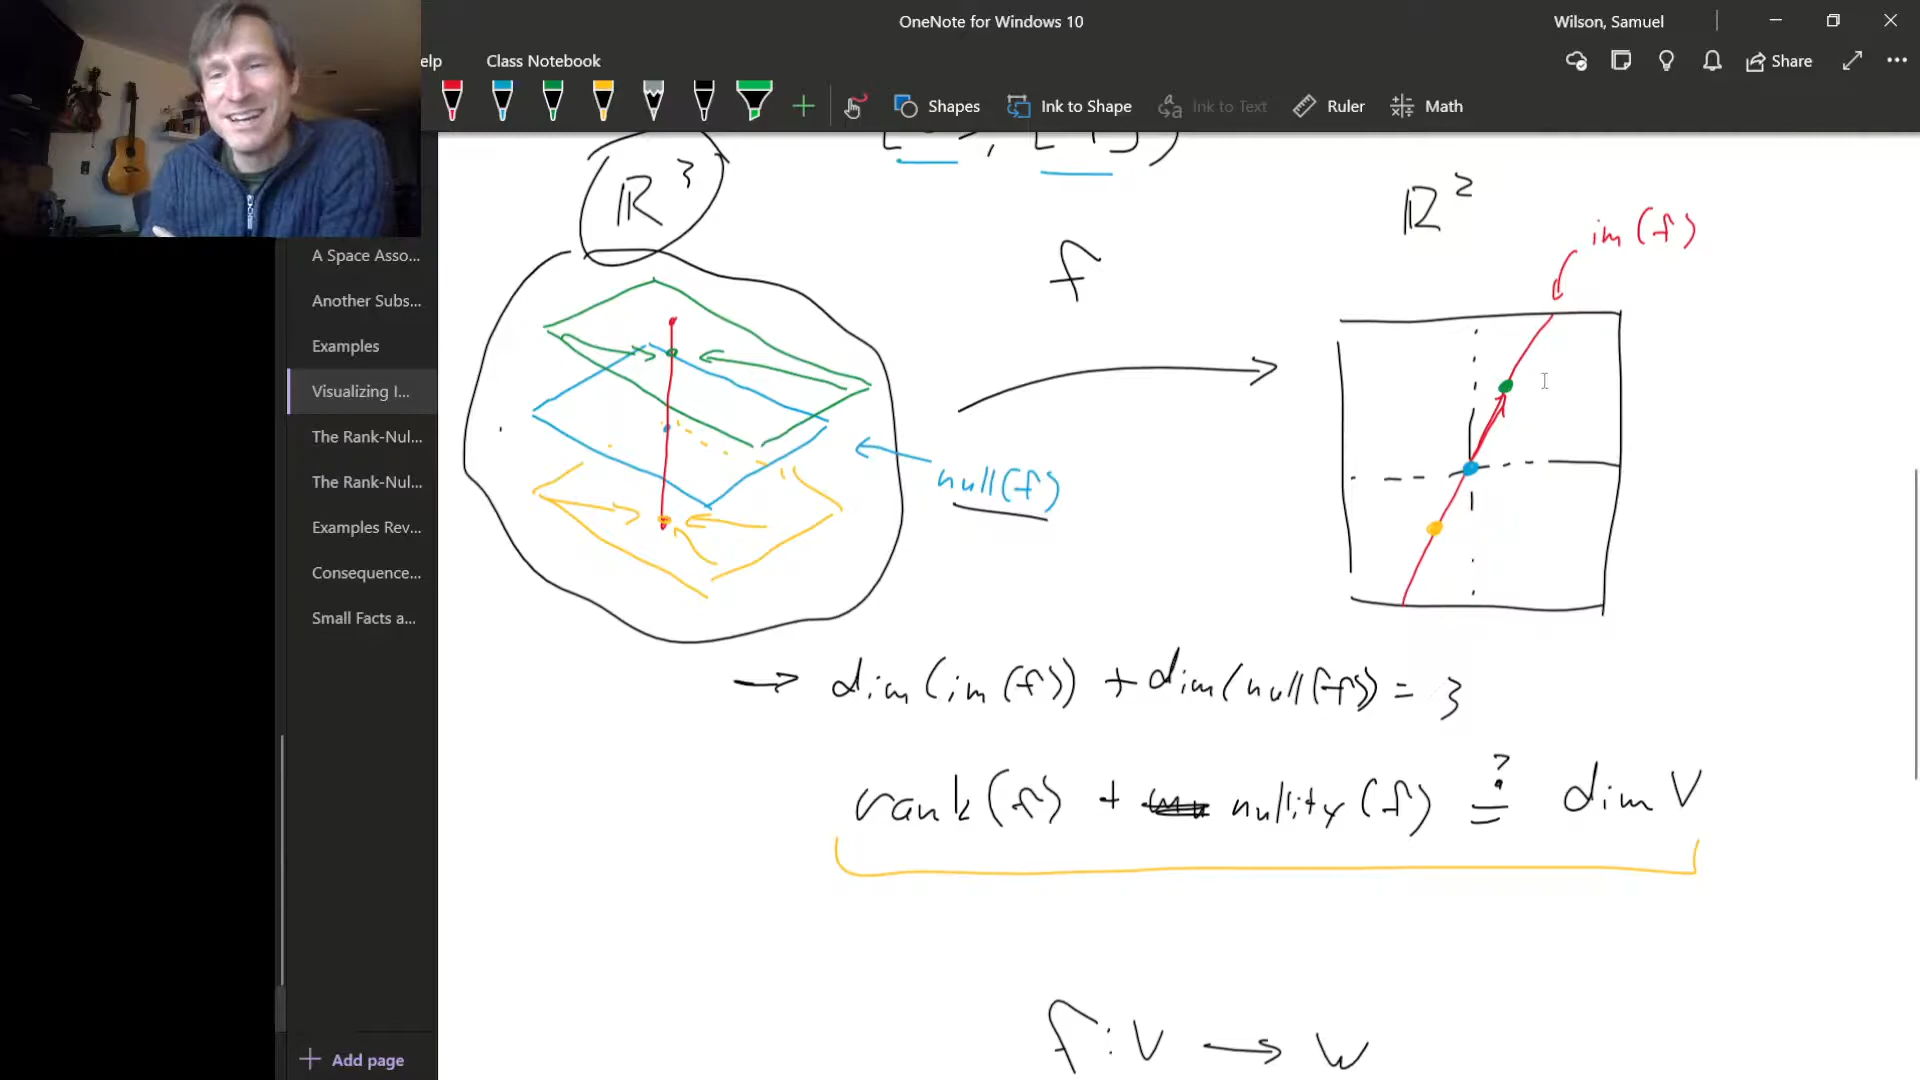 OneNote for Windows 10
Wilson, Samuel
elp
Class Notebook
Share
Shapes
Ink to Shape
Ink to Text
Ruler
Math
A Space Asso...
Another Subs...
Examples
Visualizing I...
The Rank-Nul...
The Rank-Nul...
Examples Rev...
Consequence...
Small Facts a...
Add page
ℝ³
f
ℝ²
im(f)
null(f)
→ dim(im(f)) + dim(null(f)) = 3
rank(f) + nullity(f) ≟ dim V
f: V → W